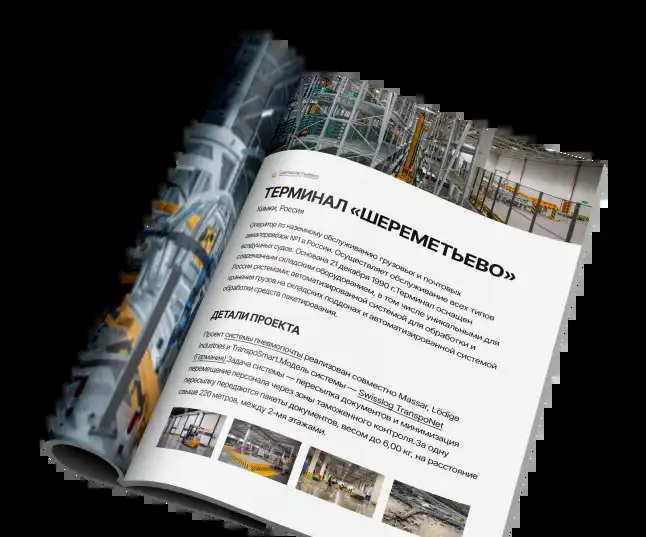 ШЕРЕМЕТЬЕВО
ТЕРМИНАЛ «ШЕРЕМЕТЬЕВО»
Химки, Россия
Оператор по наземному обслуживанию грузовых и почтовых
авиаперевозок №1 в России. Осуществляет обслуживание всех типов
воздушных судов. Основана 21 декабря 1990 г.Терминал оснащен
современным складским оборудованием, в том числе уникальными для
России системами: автоматизированной системой для обработки и
хранения грузов на складских поддонах и автоматизированной системой
обработки средств пакетирования.
ДЕТАЛИ ПРОЕКТА
Проект системы пневмопочты реализован совместно Massar, Lödige
Industries и TranspoSmart.Модель системы — Swisslog TranspoNet
(Германия).Задача системы — пересылка документов и минимизация
перемещение персонала через зоны таможенного контроля.За одну
пересылку передаются пакеты документов, весом до 6,00 кг, на расстояние
свыше 220 метров, между 2-мя этажами.